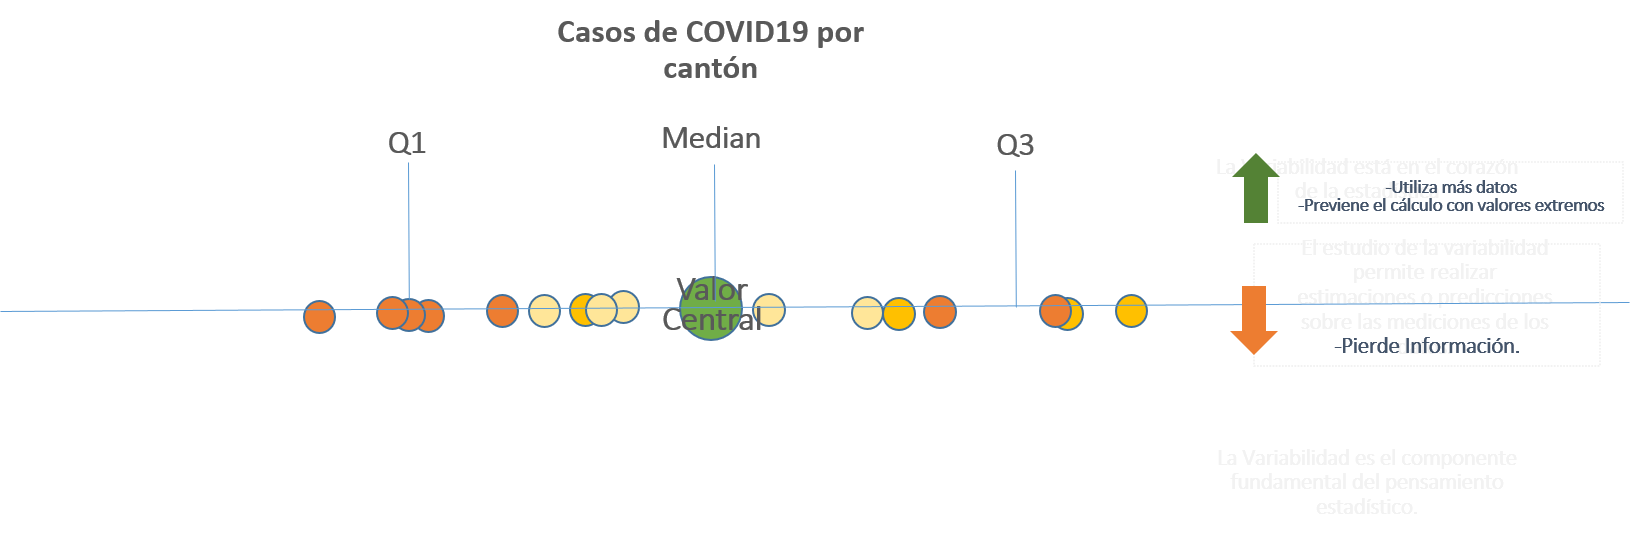 Casos de COVID19 por
cantón
Q1
Median
Q3
Valor
Central
La Variabilidad está en el corazón
de la
-Utiliza más datos
-Previene el cálculo con valores extremos
El estudio de la variabilidad
permite realizar
estimaciones o predicciones
sobre las mediciones de los
-Pierde Información.
La Variabilidad es el componente
fundamental del pensamiento
estadístico.